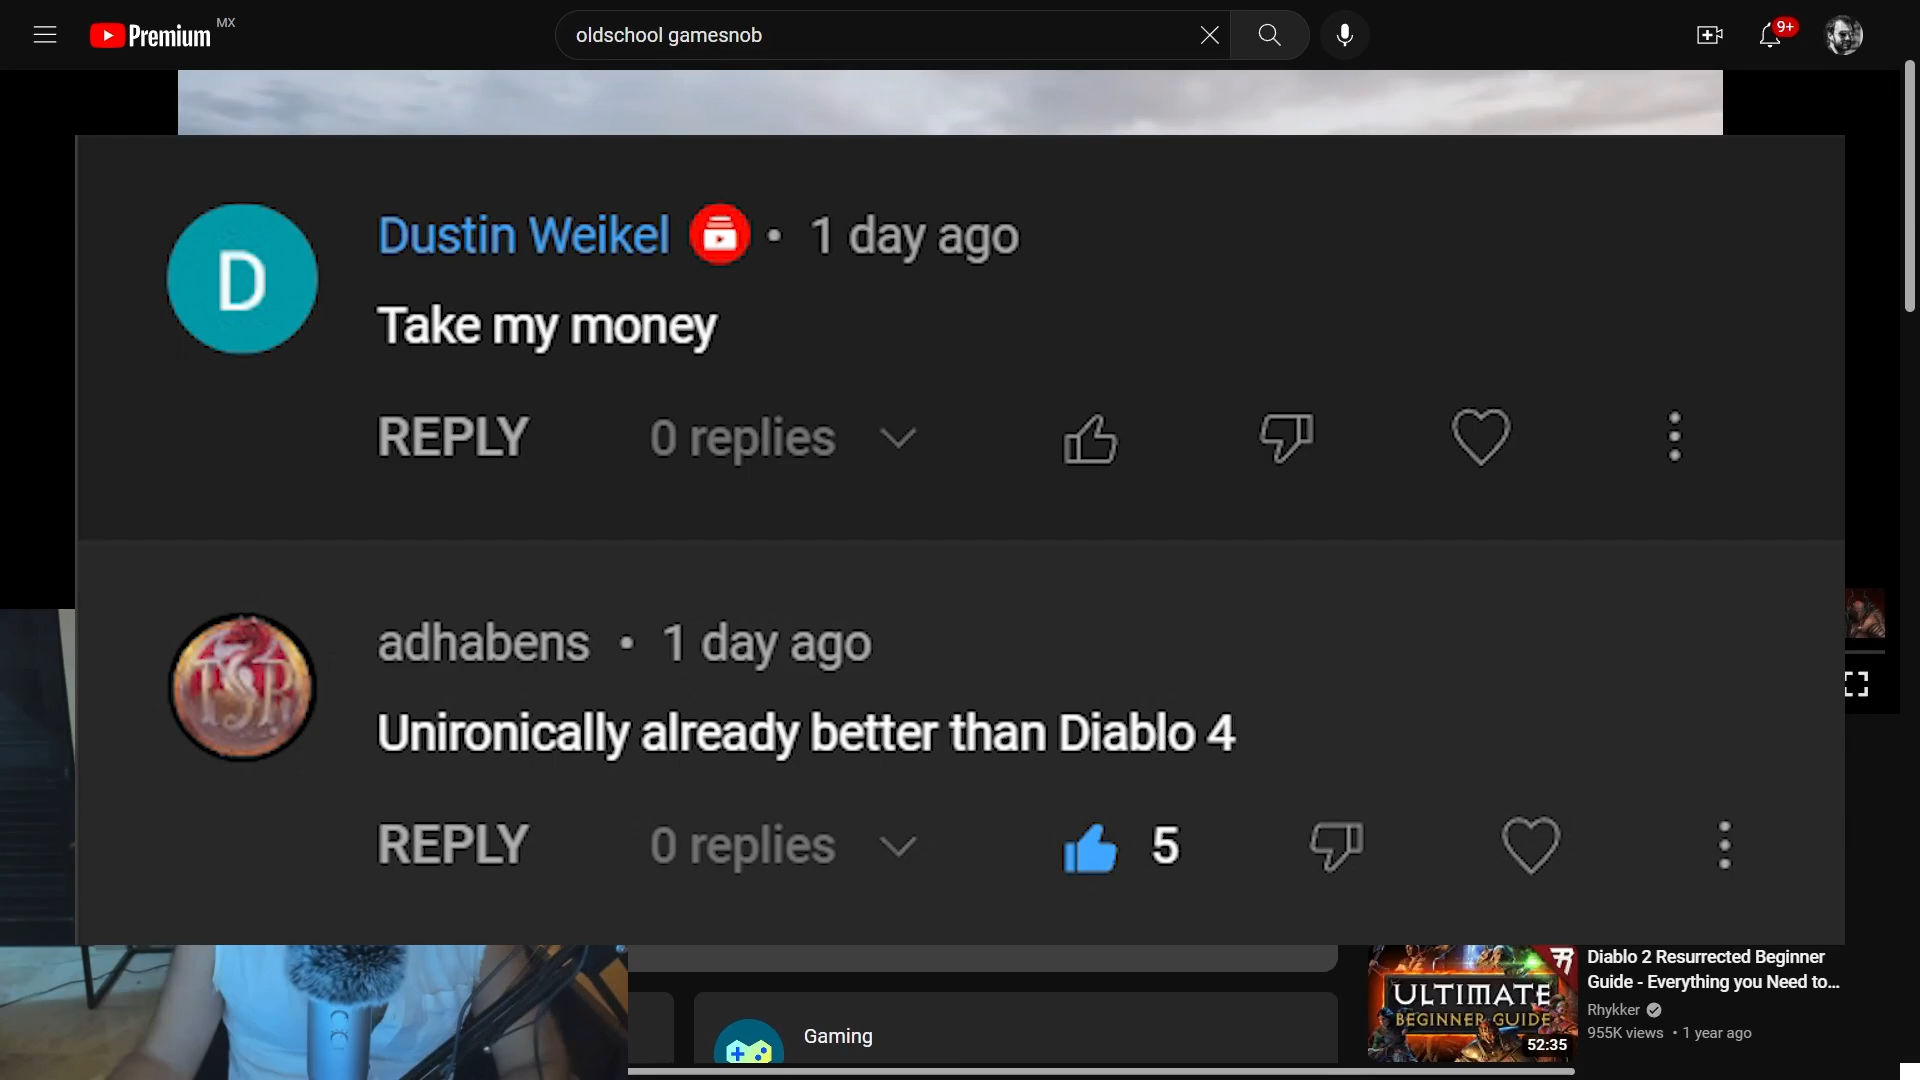 Premium MX
oldschool gamesnob
9+
D
Dustin Weikel • 1 day ago
Take my money
REPLY 0 replies
TSR
adhabens • 1 day ago
Unironically already better than Diablo 4
REPLY 0 replies 5
Gaming
ULTIMATE
BEGINNER GUIDE
52:35
Diablo 2 Resurrected Beginner
Guide - Everything you Need to...
Rhykker
955K views • 1 year ago